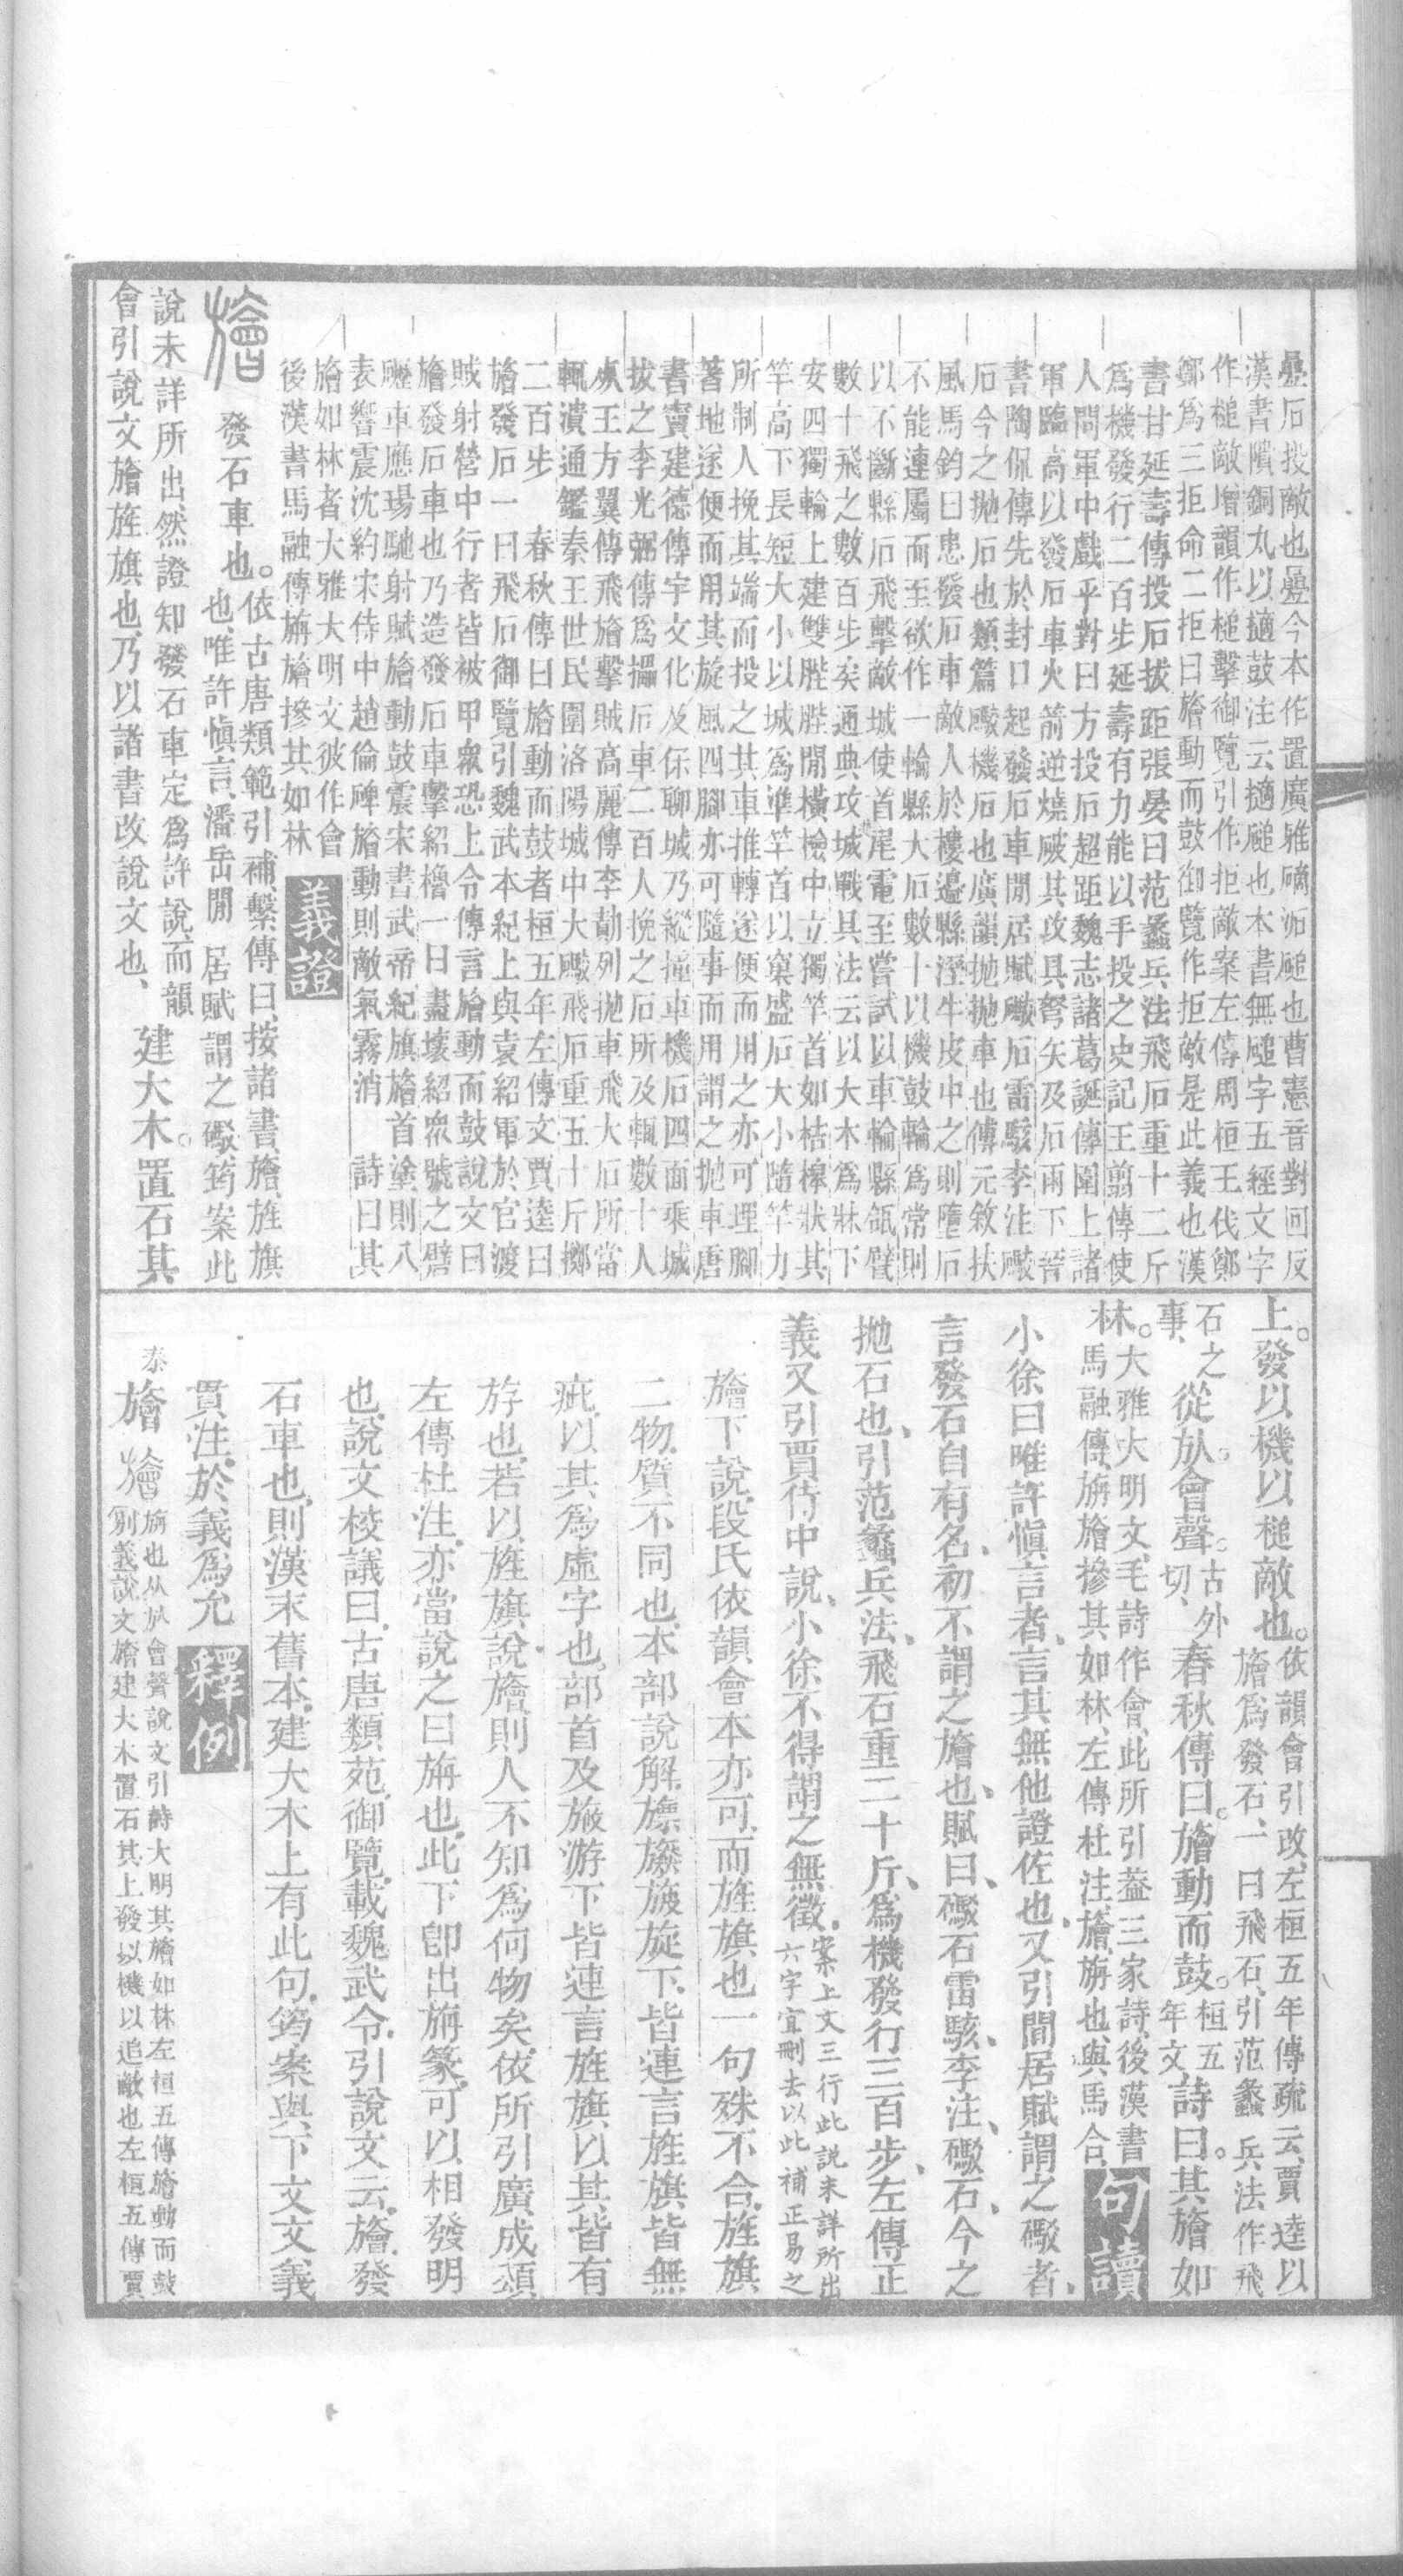 壘石投敵也壘今本作置廣雅礉䂳磓也曹憲音對回反
漢書隤銅丸以擿鼓注云擿磓也本書無磓字五經文字
作槌敵增韻作槌擊御覽引作拒敵案左傳周桓王伐鄭
鄭爲三拒命二拒曰旝動而鼓御覽作拒敵是此義也漢
書甘延壽傳投石拔距張晏曰范蠡兵法飛石重十二斤
爲機發行二百步延壽有力能以手投之史記王翦傳使
人問軍中戲乎對曰方投石超距魏志諸葛誕傳圍上諸
軍臨高以發石車火箭逆燒破其攻具弩矢及石雨下晉
書陶侃傳先於封口起發石車閒居賦礮石雷駭李注礮
石今之拋石也類篇礮機石也廣韻拋拋車也傅元敘扶
風馬鈞曰患發石車敵人於樓邊縣溼牛皮中之則墮石
不能連屬而至欲作一輪縣大石數十以機鼓輪爲常則
以不斷縣石飛擊敵城使首尾電至嘗試以車輪縣瓴甓
數十飛之數百步矣通典攻城戰具其法云以大木爲牀下
安四獨輪上建雙陛陛閒橫檢中立獨竿首如桔槹狀其
竿高下長短大小以城爲準竿首以窠盛石大小隨竿力
所制人挽其端而投之其車推轉逐便而用之亦可埋腳
著地逐便而用其旋風四腳亦可隨事而用謂之拋車唐
書竇建德傳宇文化及保聊城乃縱撞車機石四面乘城
拔之李光弼傳爲擂石車二百人挽之石所及輒數十人
㫃王方翼傳飛旝擊賊高麗傳李勣列拋車飛大石所當
輒潰通鑑秦王世民圍洛陽城中大礮飛石重五十斤擲
二百步　春秋傳曰旝動而鼓者桓五年左傳文賈逵曰
旝發石一曰飛石御覽引魏武本紀上與袁紹軍於官渡
賊射營中行者皆被甲衆恐上令傳言旝動而鼓說文曰
旝發石車也乃造發石車擊紹櫓一日盡壞紹衆號之霹
靂車應瑒馳射賦旝動鼓震宋書武帝紀旗旝首塗則八
表響震沈約宋侍中趙倫碑旝動則敵氣霧消　詩曰其
旝如林者大雅大明文彼作會
後漢書馬融傳旃旝摻其如林　義證
旝　發石車也。依古唐類範引補、繫傳曰、按諸書、旝、旌旗
也、唯許愼言、潘岳閒居賦謂之礮、筠案此
說未詳所出、然證知發石車定爲許說、而韻
會引說文旝、旌旗也、乃以諸書改說文也、　建大木。置石其
上。發以機以槌敵也。依韻會引改、左桓五年傳疏云、賈逵以
旝爲發石、一曰飛石、引范蠡兵法作飛
石之
事、從㫃。會聲。古外
切、春秋傳曰。旝動而鼓。桓五
年文、詩曰。其旝如
林。大雅大明文、毛詩作會、此所引葢三家詩、後漢書
馬融傳、旃旝摻其如林、左傳杜注、旝、旃也、與馬合、　句讀
小徐曰唯許愼言者、言其無他證佐也、又引閒居賦謂之礮者、
言發石自有名、初不謂之旝也、賦曰、礮石雷駭、李注、礮石、今之
拋石也、引范蠡兵法、飛石重二十斤、爲機發行三百步、左傳正
義又引賈侍中說、小徐不得謂之無徵、案上文三行此說未詳所出
六字宜刪去以此補正易之
旝下說、段氏依韻會本亦可、而旌旗也一句殊不合、旌旗
二物、質不同也、本部說解、旚旝旇旋下、皆連言旌旗、皆無
疵、以其爲虛字也、部首及旞游下皆連言旌旗、以其皆有
斿也、若以旌旗說旝、則人不知爲何物矣、依所引廣成頌
左傳杜注、亦當說之曰旃也、此下卽出旃篆、可以相發明
也、說文校議曰、古唐類苑、御覽、載魏武令、引說文云、旝發
石車也、則漢末舊本、建大木上有此句、筠案與下文文義
貫注、於義爲允　釋例
泰　旝　旝　旃也从㫃會聲說文引詩大明其旝如林左桓五傳旝動而鼓
別義說文旝建大木置石其上發以機以追敵也左桓五傳賈